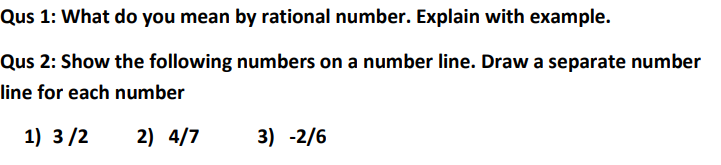 Qus 1: What do you mean by rational number. Explain with example.
Qus 2: Show the following numbers on a number line. Draw a separate number
line for each number
1) 3 /2 2) 4/7 3) -2/6